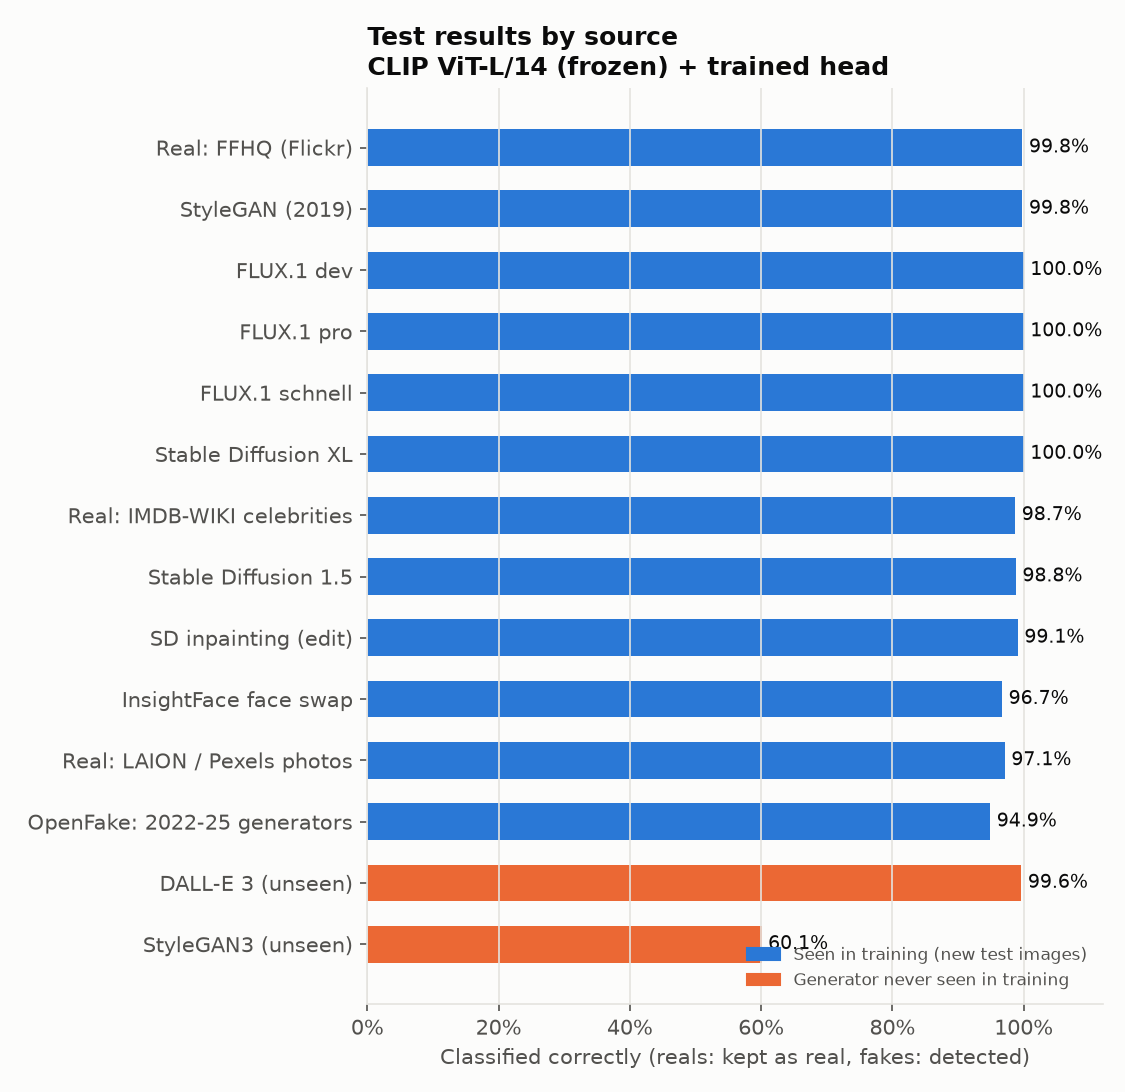 Test results by source
CLIP ViT-L/14 (frozen) + trained head
Real: FFHQ (Flickr) 99.8%
StyleGAN (2019) 99.8%
FLUX.1 dev 100.0%
FLUX.1 pro 100.0%
FLUX.1 schnell 100.0%
Stable Diffusion XL 100.0%
Real: IMDB-WIKI celebrities 98.7%
Stable Diffusion 1.5 98.8%
SD inpainting (edit) 99.1%
InsightFace face swap 96.7%
Real: LAION / Pexels photos 97.1%
OpenFake: 2022-25 generators 94.9%
DALL-E 3 (unseen) 99.6%
StyleGAN3 (unseen) 60.1%
Seen in training (new test images)
Generator never seen in training
0% 20% 40% 60% 80% 100%
Classified correctly (reals: kept as real, fakes: detected)